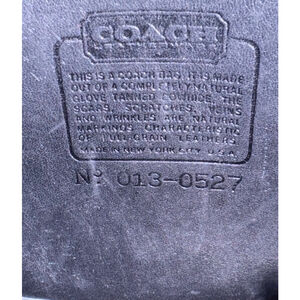 COACH
THIS IS A COACH BAG. IT IS MADE
OUT OF A COMPLETELY NATURAL
GLOVE TANNED COWHIDE. THE
SCARS, SCRATCHES, VEINS
AND WRINKLES ARE NATURAL
MARKINGS CHARACTERISTIC
OF FULL GRAIN LEATHERS.
MADE IN NEW YORK CITY, U.S.A.
Nº 013-0527